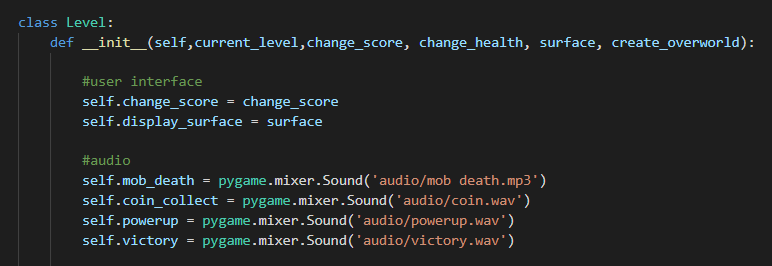 class Level:
    def __init__(self,current_level,change_score, change_health, surface, create_overworld):
        #user interface
        self.change_score = change_score
        self.display_surface = surface
        #audio
        self.mob_death = pygame.mixer.Sound('audio/mob death.mp3')
        self.coin_collect = pygame.mixer.Sound('audio/coin.wav')
        self.powerup = pygame.mixer.Sound('audio/powerup.wav')
        self.victory = pygame.mixer.Sound('audio/victory.wav')